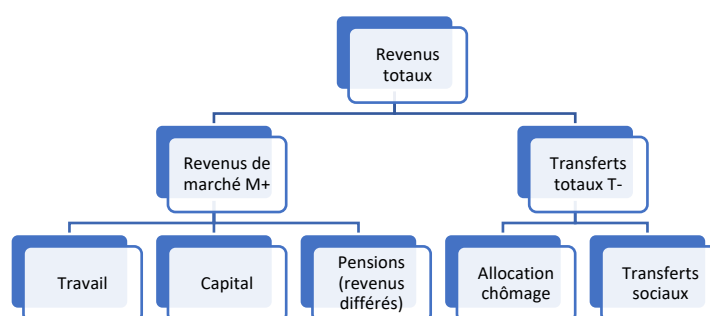 Revenus
totaux
Revenus de
marché M+
Transferts
totaux T-
Travail
Capital
Pensions
(revenus
différés)
Allocation
chômage
Transferts
sociaux